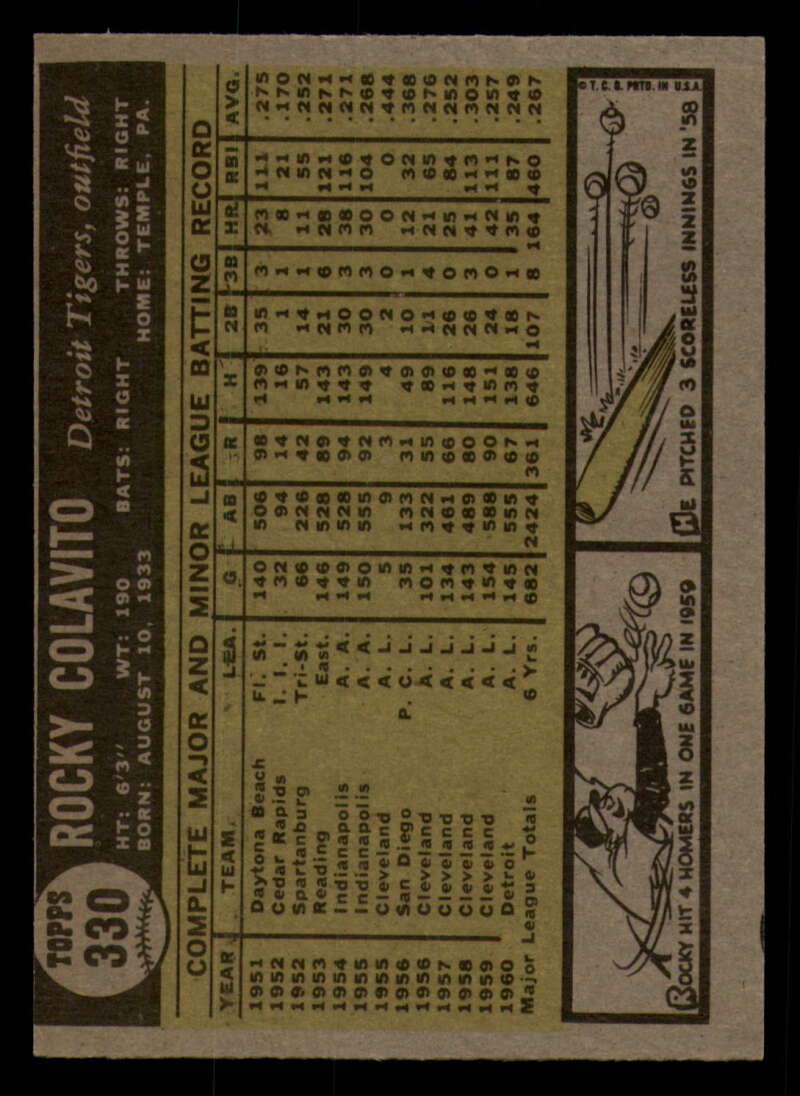 TOPPS
330
ROCKY COLAVITO Detroit Tigers, outfield
HT: 6'3" WT: 190 BATS: RIGHT THROWS: RIGHT
BORN: AUGUST 10, 1933 HOME: TEMPLE, PA.
COMPLETE MAJOR AND MINOR LEAGUE BATTING RECORD
YEAR TEAM LEA. G AB R H 2B 3B HR RBI AVG.
1951 Daytona Beach Fl. St. 140 506 98 139 35 3 23 111 .275
1952 Cedar Rapids I. I. I. 32 94 14 16 1 1 8 21 .170
1952 Spartanburg Tri-St. 66 226 42 57 14 1 11 55 .252
1953 Reading East. 146 528 89 143 21 6 28 121 .271
1954 Indianapolis A. A. 149 528 94 143 30 3 38 116 .271
1955 Indianapolis A. A. 150 555 92 149 30 3 30 104 .268
1955 Cleveland A. L. 5 9 3 4 2 0 0 0 .444
1956 San Diego P. C. L. 35 133 31 49 10 1 12 32 .368
1956 Cleveland A. L. 101 322 55 89 11 4 21 65 .276
1957 Cleveland A. L. 134 461 66 116 26 0 25 84 .252
1958 Cleveland A. L. 143 489 80 148 26 3 41 113 .303
1959 Cleveland A. L. 154 588 90 151 24 0 42 111 .257
1960 Detroit A. L. 145 555 67 138 18 1 35 87 .249
Major League Totals 6 Yrs. 682 2424 361 646 107 8 164 460 .267
ROCKY HIT 4 HOMERS IN ONE GAME IN 1959
© T. C. G. PRTD. IN U.S.A.
HE PITCHED 3 SCORELESS INNINGS IN '58